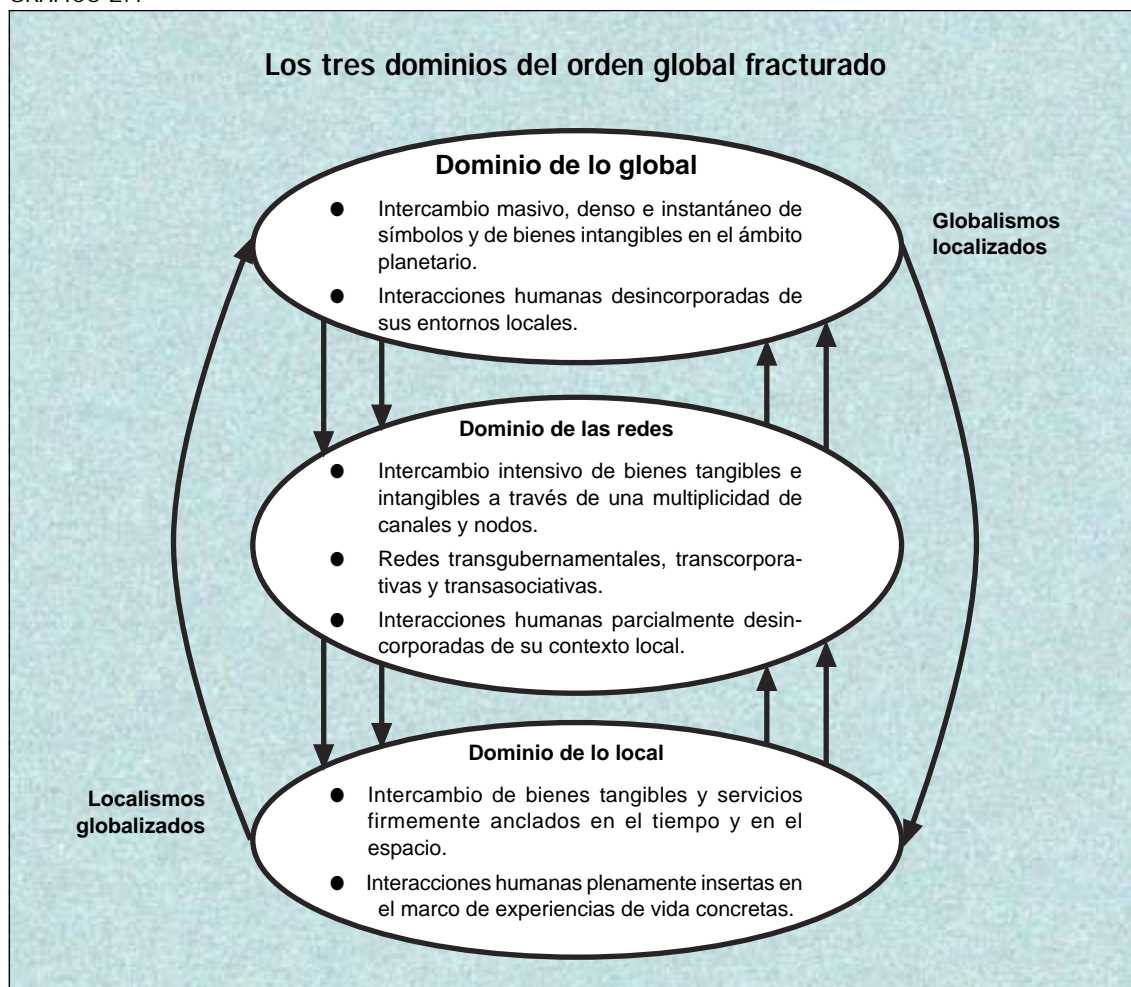 Los tres dominios del orden global fracturado
Dominio de lo global
● Intercambio masivo, denso e instantáneo de
símbolos y de bienes intangibles en el ámbito
planetario.
● Interacciones humanas desincorporadas de
sus entornos locales.
Globalismos
localizados
Dominio de las redes
● Intercambio intensivo de bienes tangibles e
intangibles a través de una multiplicidad de
canales y nodos.
● Redes transgubernamentales, transcorpora-
tivas y transasociativas.
● Interacciones humanas parcialmente desin-
corporadas de su contexto local.
Dominio de lo local
● Intercambio de bienes tangibles y servicios
firmemente anclados en el tiempo y en el
espacio.
● Interacciones humanas plenamente insertas en
el marco de experiencias de vida concretas.
Localismos
globalizados